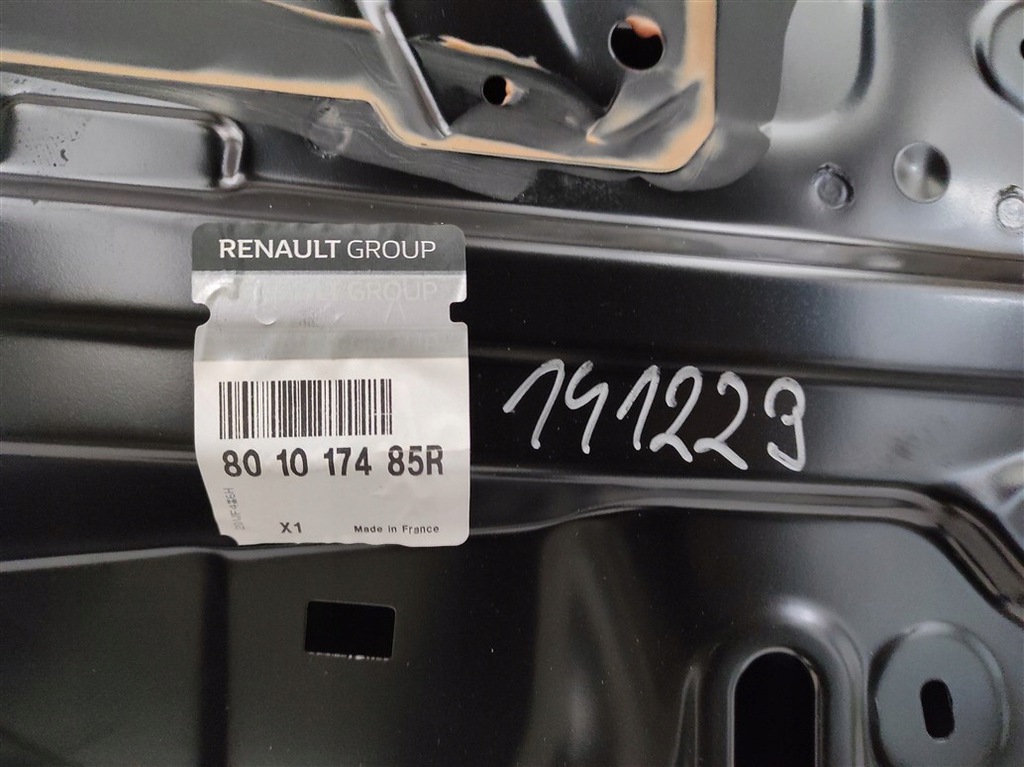 RENAULT GROUP
80 10 174 85R
X1 Made in France
141223